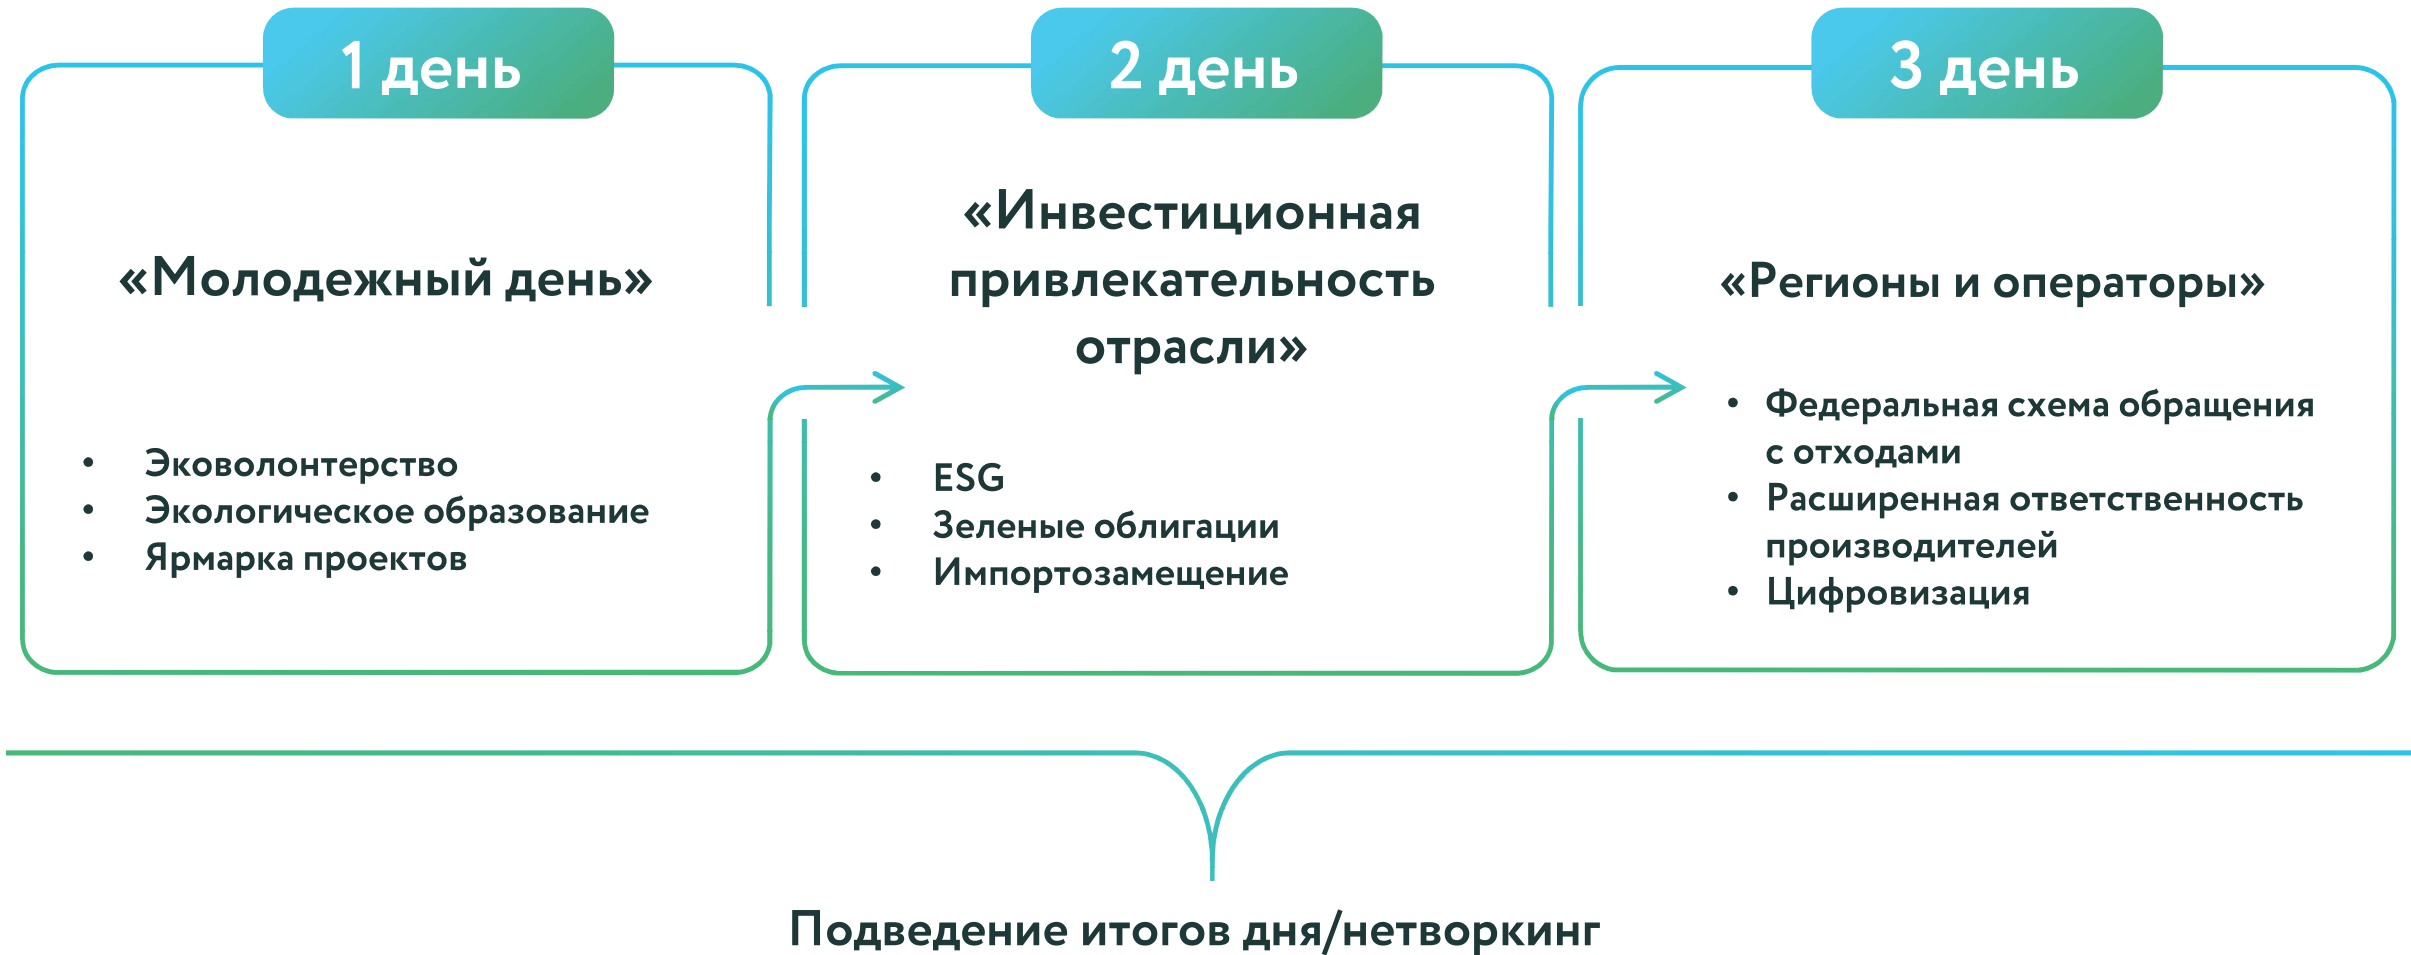 1 день
«Молодежный день»
• Эковолонтерство
• Экологическое образование
• Ярмарка проектов
2 день
«Инвестиционная
привлекательность
отрасли»
• ESG
• Зеленые облигации
• Импортозамещение
3 день
«Регионы и операторы»
• Федеральная схема обращения
с отходами
• Расширенная ответственность
производителей
• Цифровизация
Подведение итогов дня/нетворкинг